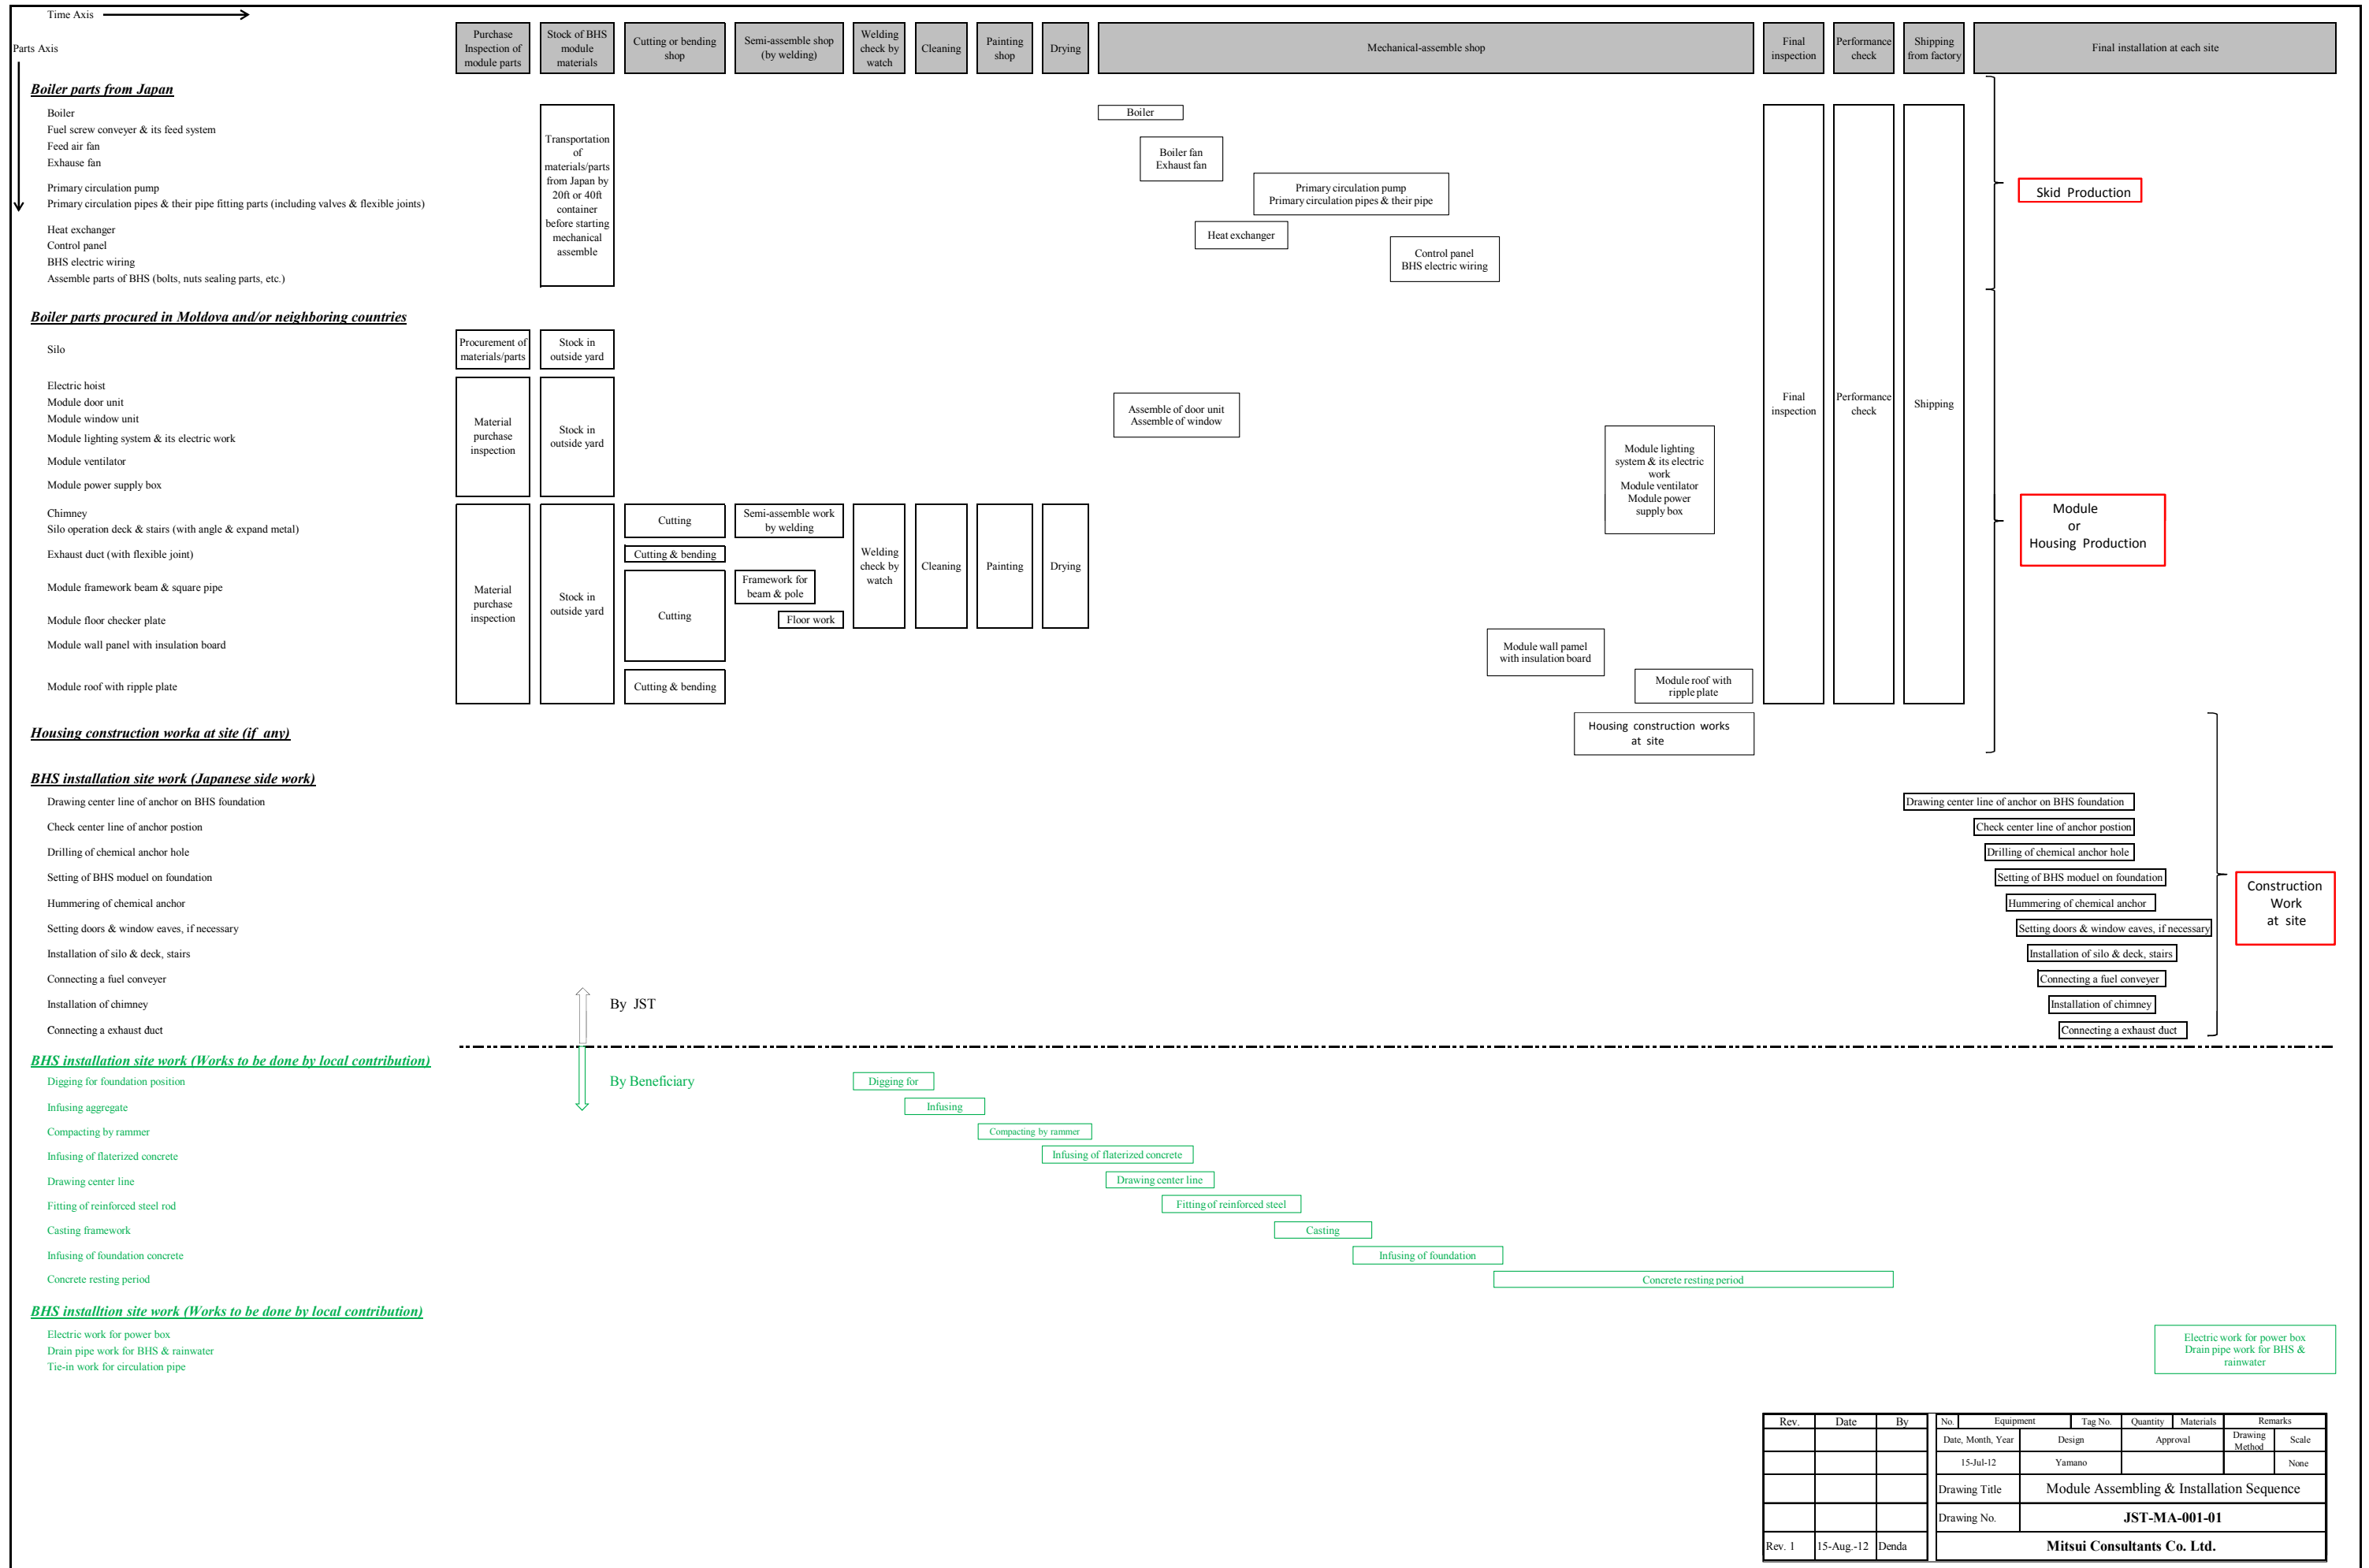 Time Axis
Parts Axis
Purchase
Inspection of
module parts
Stock of BHS
module
materials
Cutting or bending
shop
Semi-assemble shop
(by welding)
Welding
check by
watch
Cleaning
Painting
shop
Drying
Mechanical-assemble shop
Final
inspection
Performance
check
Shipping
from factory
Final installation at each site
Boiler parts from Japan
Boiler
Fuel screw conveyer & its feed system
Feed air fan
Exhause fan
Primary circulation pump
Primary circulation pipes & their pipe fitting parts (including valves & flexible joints)
Heat exchanger
Control panel
BHS electric wiring
Assemble parts of BHS (bolts, nuts sealing parts, etc.)
Transportation
of
materials/parts
from Japan by
20ft or 40ft
container
before starting
mechanical
assemble
Boiler
Boiler fan
Exhaust fan
Primary circulation pump
Primary circulation pipes & their pipe
Heat exchanger
Control panel
BHS electric wiring
Skid Production
Boiler parts procured in Moldova and/or neighboring countries
Silo
Procurement of
materials/parts
Stock in
outside yard
Electric hoist
Module door unit
Module window unit
Module lighting system & its electric work
Module ventilator
Module power supply box
Material
purchase
inspection
Stock in
outside yard
Assemble of door unit
Assemble of window
Module lighting
system & its electric
work
Module ventilator
Module power
supply box
Final
inspection
Performance
check
Shipping
Chimney
Silo operation deck & stairs (with angle & expand metal)
Exhaust duct (with flexible joint)
Module framework beam & square pipe
Module floor checker plate
Module wall panel with insulation board
Module roof with ripple plate
Material
purchase
inspection
Stock in
outside yard
Cutting
Cutting & bending
Cutting
Cutting & bending
Semi-assemble work
by welding
Framework for
beam & pole
Floor work
Welding
check by
watch
Cleaning
Painting
Drying
Module wall pamel
with insulation board
Module roof with
ripple plate
Module
or
Housing Production
Housing construction worka at site (if any)
Housing construction works
at site
BHS installation site work (Japanese side work)
Drawing center line of anchor on BHS foundation
Drawing center line of anchor on BHS foundation
Check center line of anchor postion
Check center line of anchor postion
Drilling of chemical anchor hole
Drilling of chemical anchor hole
Setting of BHS moduel on foundation
Setting of BHS moduel on foundation
Hummering of chemical anchor
Hummering of chemical anchor
Setting doors & window eaves, if necessary
Setting doors & window eaves, if necessary
Installation of silo & deck, stairs
Installation of silo & deck, stairs
Connecting a fuel conveyer
Connecting a fuel conveyer
Installation of chimney
Installation of chimney
Connecting a exhaust duct
Connecting a exhaust duct
Construction
Work
at site
By JST
BHS installation site work (Works to be done by local contribution)
By Beneficiary
Digging for foundation position
Digging for
Infusing aggregate
Infusing
Compacting by rammer
Compacting by rammer
Infusing of flaterized concrete
Infusing of flaterized concrete
Drawing center line
Drawing center line
Fitting of reinforced steel rod
Fitting of reinforced steel
Casting framework
Casting
Infusing of foundation concrete
Infusing of foundation
Concrete resting period
Concrete resting period
BHS installtion site work (Works to be done by local contribution)
Electric work for power box
Drain pipe work for BHS & rainwater
Tie-in work for circulation pipe
Electric work for power box
Drain pipe work for BHS &
rainwater
Rev. Date By
Rev. 1 15-Aug.-12 Denda
No. Equipment Tag No. Quantity Materials Remarks
Date, Month, Year Design Approval Drawing Method Scale
15-Jul-12 Yamano None
Drawing Title Module Assembling & Installation Sequence
Drawing No. JST-MA-001-01
Mitsui Consultants Co. Ltd.